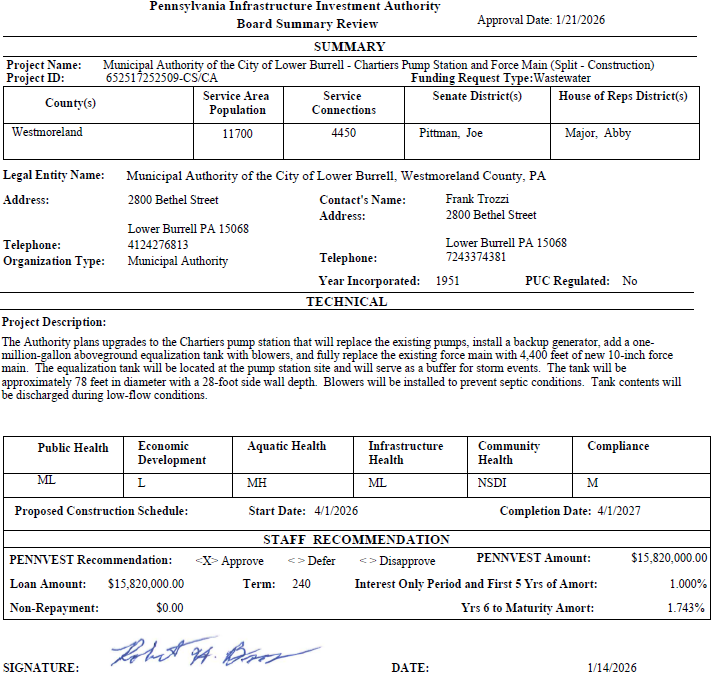 Pennsylvania Infrastructure Investment Authority
Board Summary Review
Approval Date: 1/21/2026
SUMMARY
Project Name: Municipal Authority of the City of Lower Burrell - Chartiers Pump Station and Force Main (Split - Construction)
Project ID: 652517252509-CS/CA Funding Request Type:Wastewater
County(s) Service Area Population Service Connections Senate District(s) House of Reps District(s)
Westmoreland 11700 4450 Pittman, Joe Major, Abby
Legal Entity Name: Municipal Authority of the City of Lower Burrell, Westmoreland County, PA
Address: 2800 Bethel Street Contact's Name: Frank Trozzi
Address: 2800 Bethel Street
Lower Burrell PA 15068
Lower Burrell PA 15068
Telephone: 4124276813
Telephone: 7243374381
Organization Type: Municipal Authority
Year Incorporated: 1951 PUC Regulated: No
TECHNICAL
Project Description:
The Authority plans upgrades to the Chartiers pump station that will replace the existing pumps, install a backup generator, add a one-
million-gallon aboveground equalization tank with blowers, and fully replace the existing force main with 4,400 feet of new 10-inch force
main. The equalization tank will be located at the pump station site and will serve as a buffer for storm events. The tank will be
approximately 78 feet in diameter with a 28-foot side wall depth. Blowers will be installed to prevent septic conditions. Tank contents will
be discharged during low-flow conditions.
Public Health Economic Development Aquatic Health Infrastructure Health Community Health Compliance
ML L MH ML NSDI M
Proposed Construction Schedule: Start Date: 4/1/2026 Completion Date: 4/1/2027
STAFF RECOMMENDATION
PENNVEST Recommendation: <X> Approve < > Defer < > Disapprove PENNVEST Amount: $15,820,000.00
Loan Amount: $15,820,000.00 Term: 240 Interest Only Period and First 5 Yrs of Amort: 1.000%
Non-Repayment: $0.00 Yrs 6 to Maturity Amort: 1.743%
SIGNATURE: Robert H. DATE: 1/14/2026